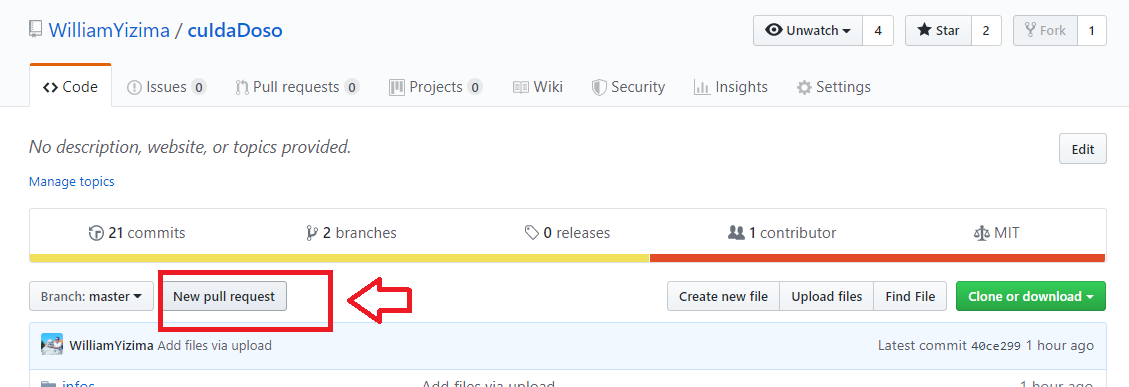 WilliamYizima / cuIdaDoso
Unwatch 4 Star 2 Fork 1
Code Issues 0 Pull requests 0 Projects 0 Wiki Security Insights Settings
No description, website, or topics provided. Edit
Manage topics
21 commits 2 branches 0 releases 1 contributor MIT
Branch: master New pull request Create new file Upload files Find File Clone or download
WilliamYizima Add files via upload Latest commit 40ce299 1 hour ago
infos Add files via upload 1 hour ago